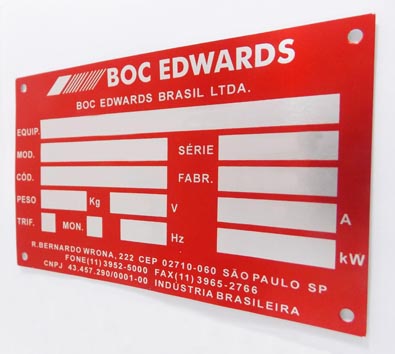 BOC EDWARDS
BOC EDWARDS BRASIL LTDA.
EQUIP.
MOD. SÉRIE
CÓD. FABR.
PESO Kg V A
TRIF. MON. Hz kW
R.BERNARDO WRONA, 222 CEP 02710-060 SÃO PAULO SP
FONE(11)3952-5000 FAX(11)3965-2766
CNPJ 43.457.290/0001-00 INDÚSTRIA BRASILEIRA